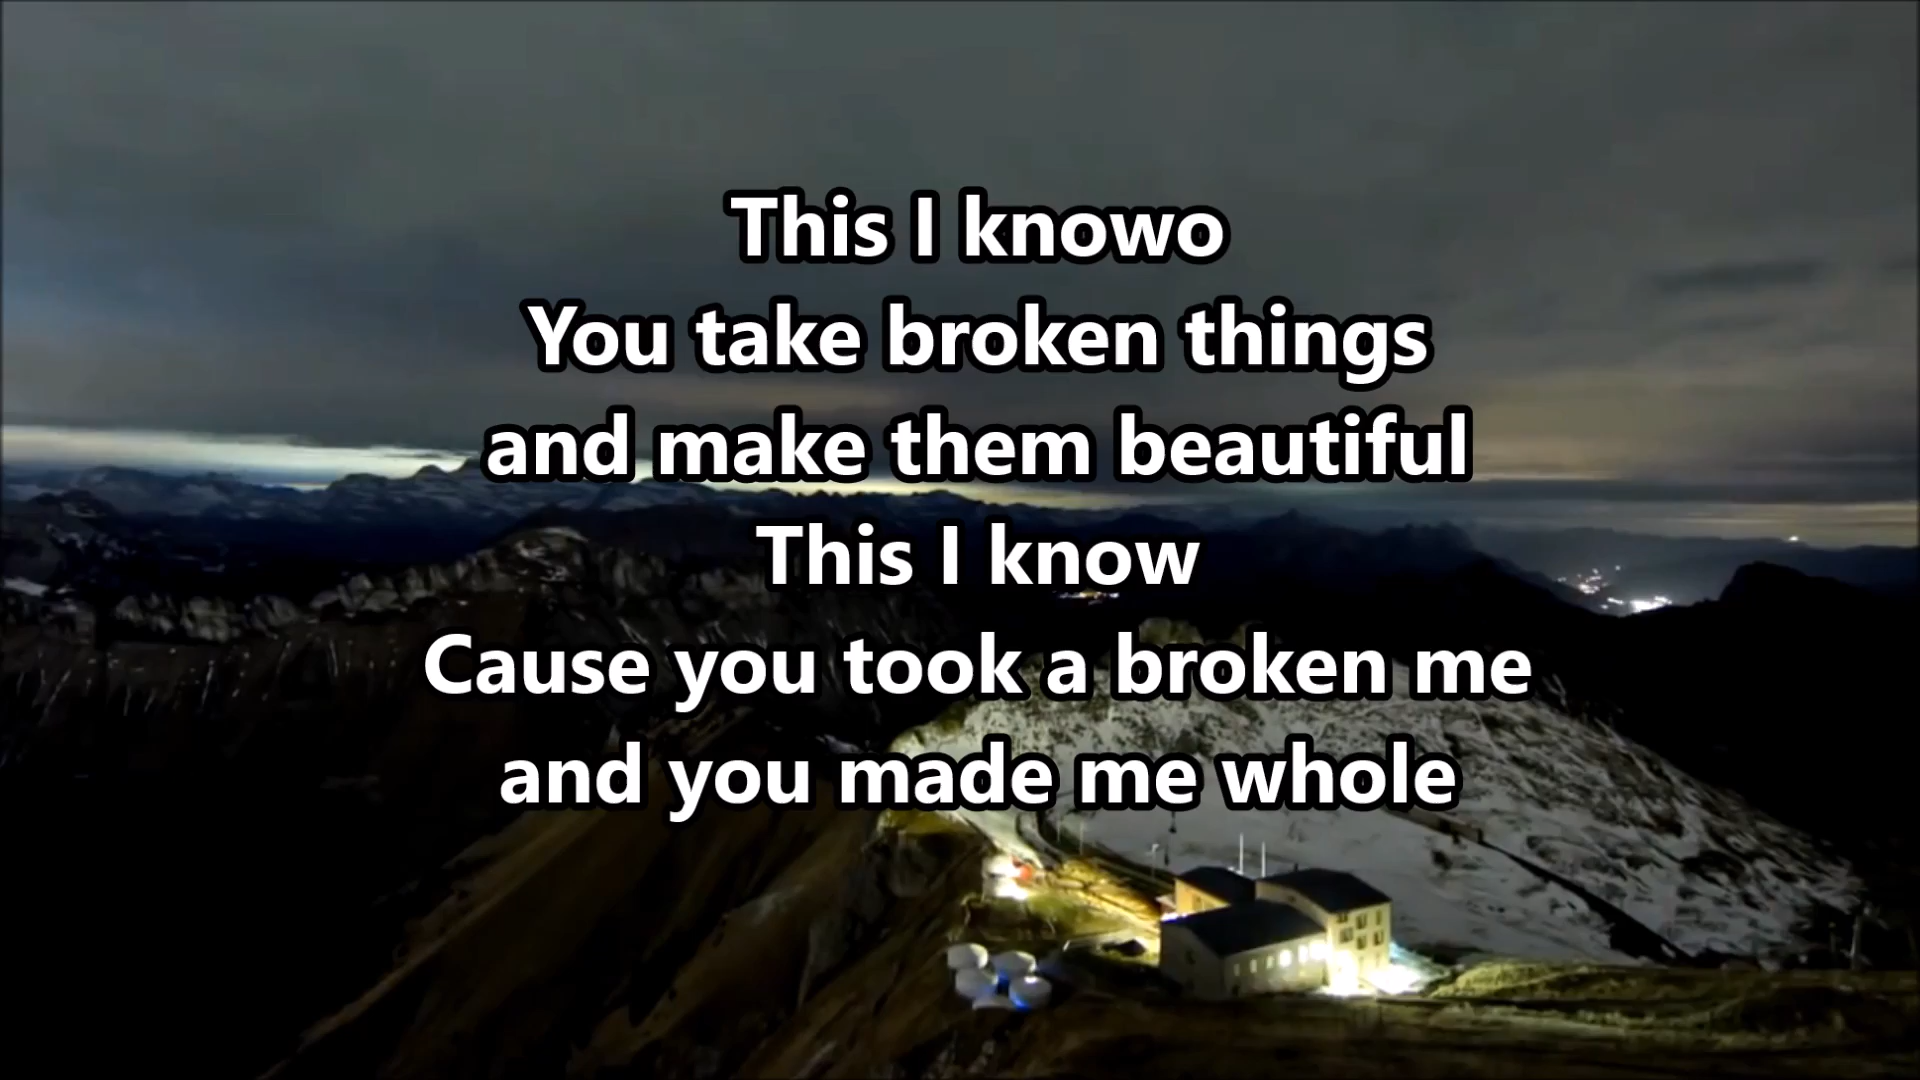 This I knowo
You take broken things
and make them beautiful
This I know
Cause you took a broken me
and you made me whole